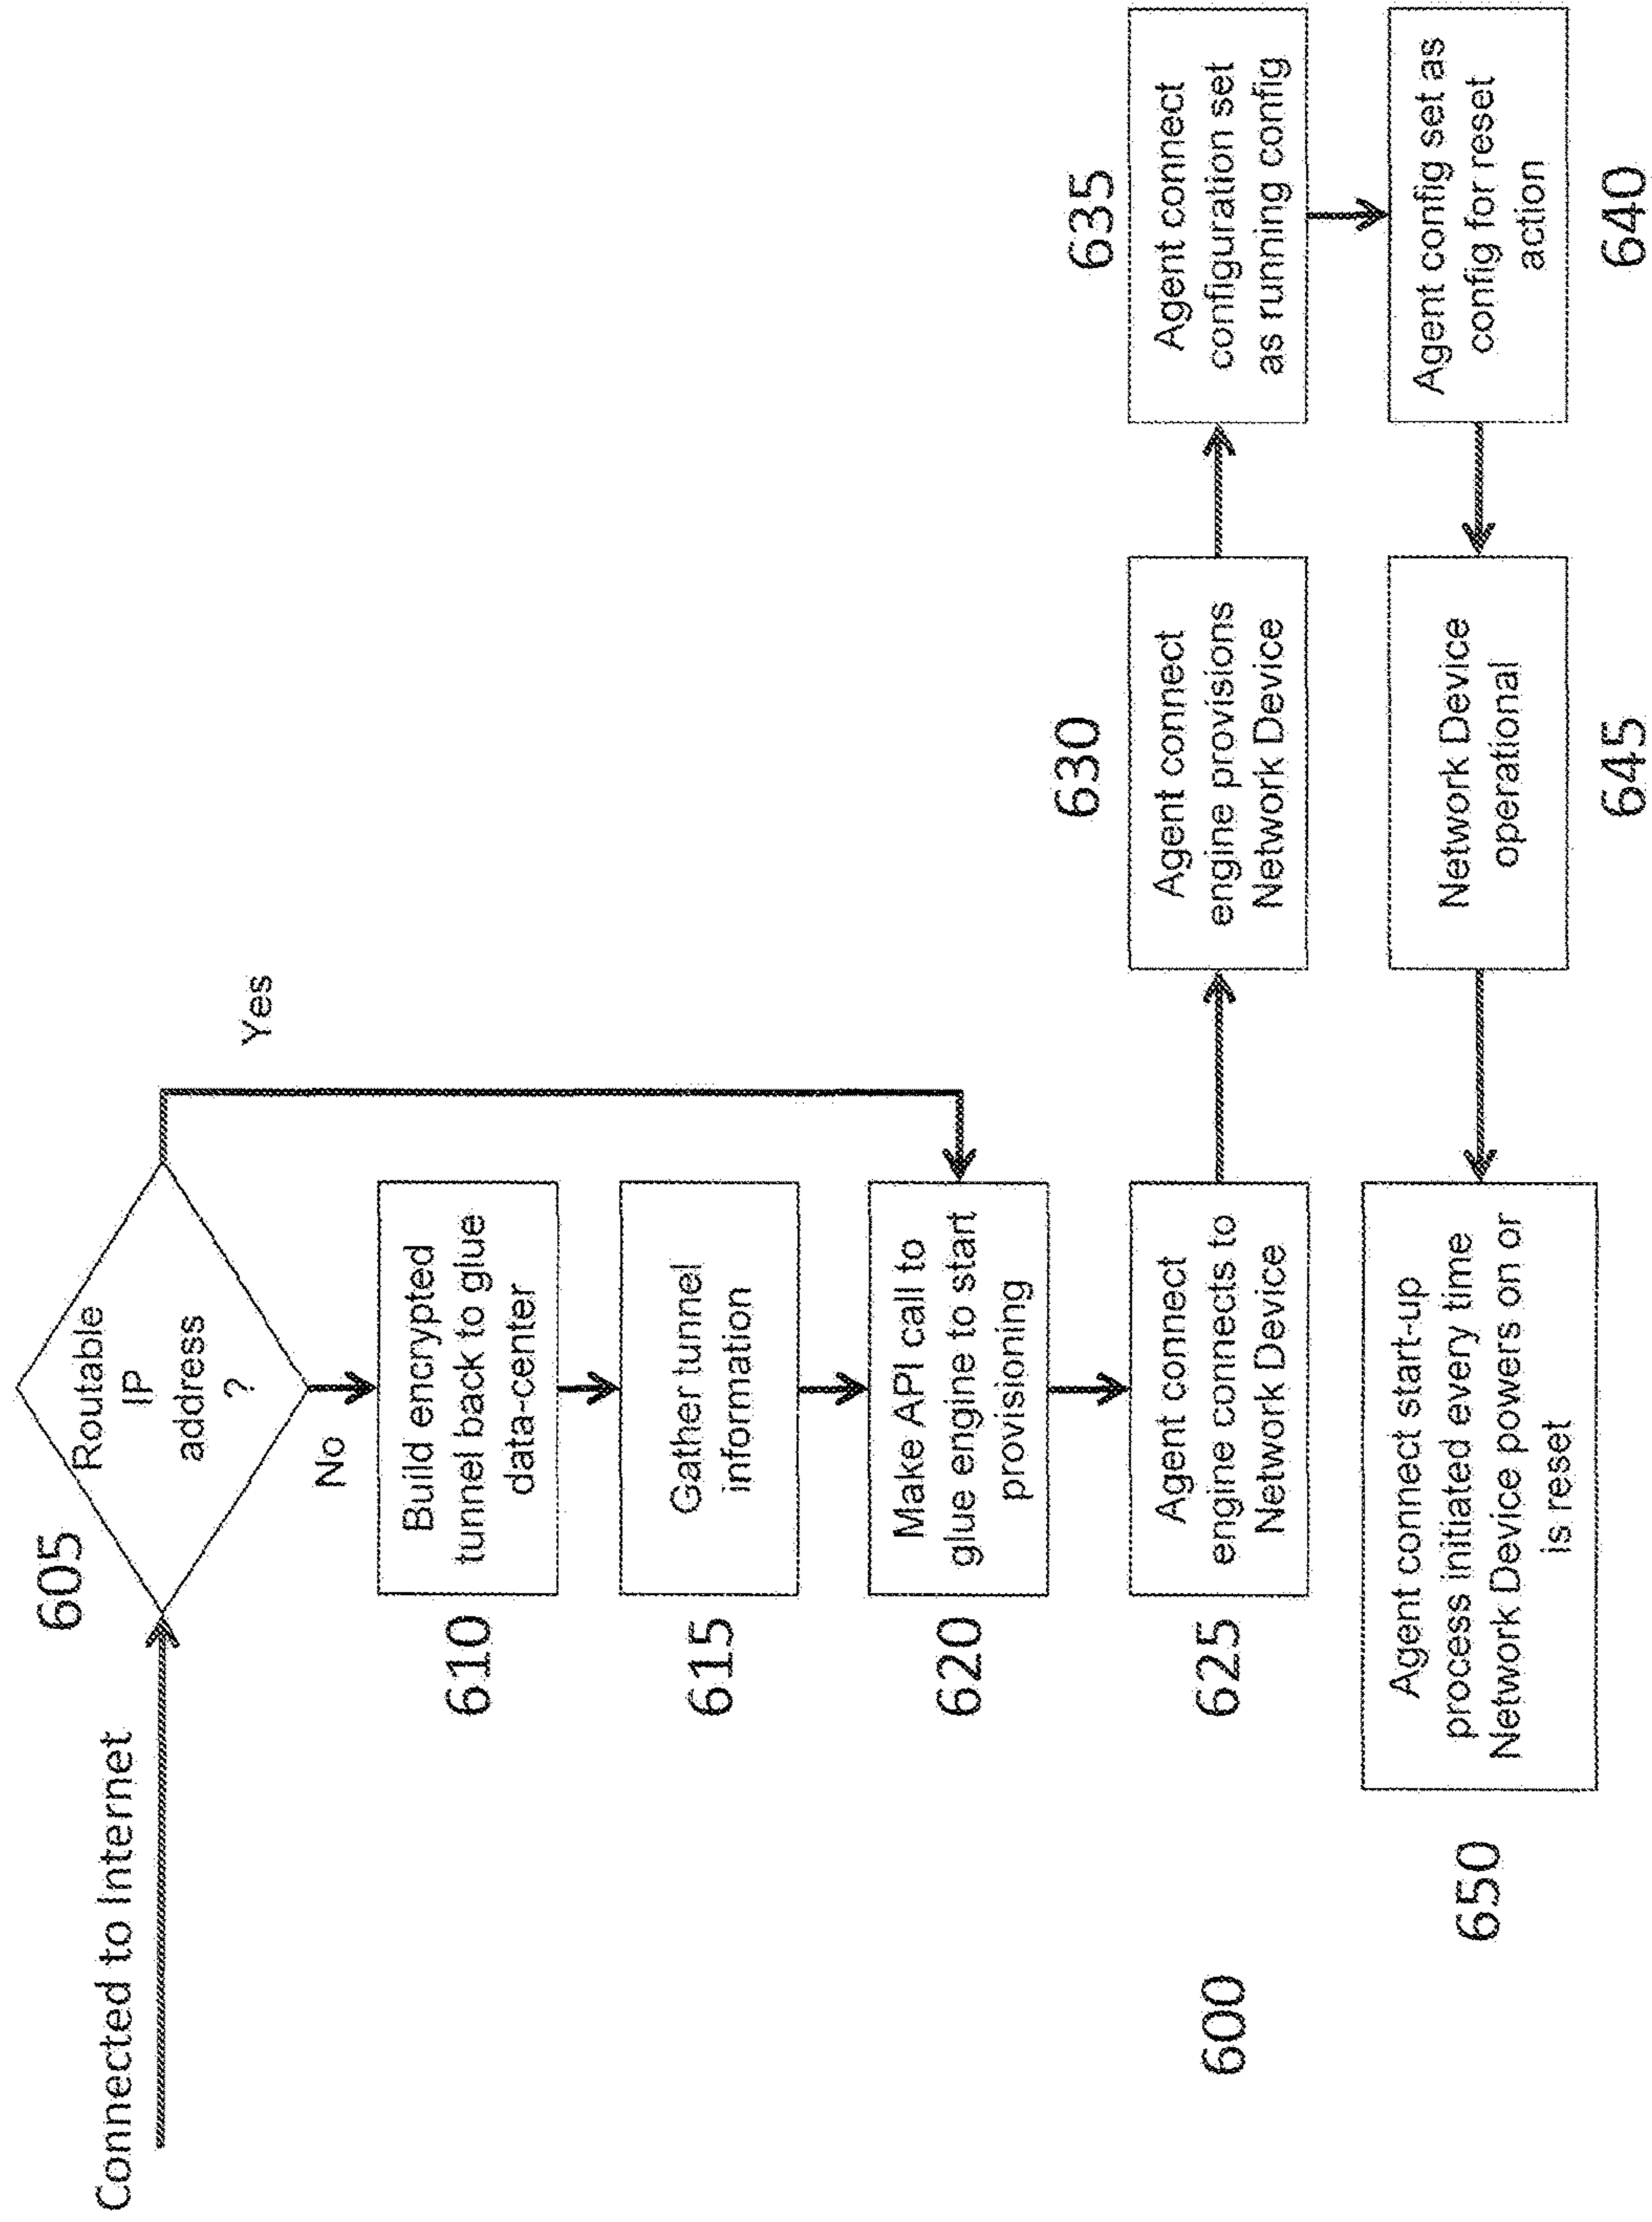 Connected to Internet
605
Routable
IP
address
?
Yes
No
610
Build encrypted
tunnel back to glue
data-center
615
Gather tunnel
information
620
Make API call to
glue engine to start
provisioning
625
Agent connect
engine connects to
Network Device
630
Agent connect
engine provisions
Network Device
635
Agent connect
configuration set
as running config
Agent config set as
config for reset
action
640
Network Device
operational
645
Agent connect start-up
process initiated every time
Network Device powers on or
is reset
650
600